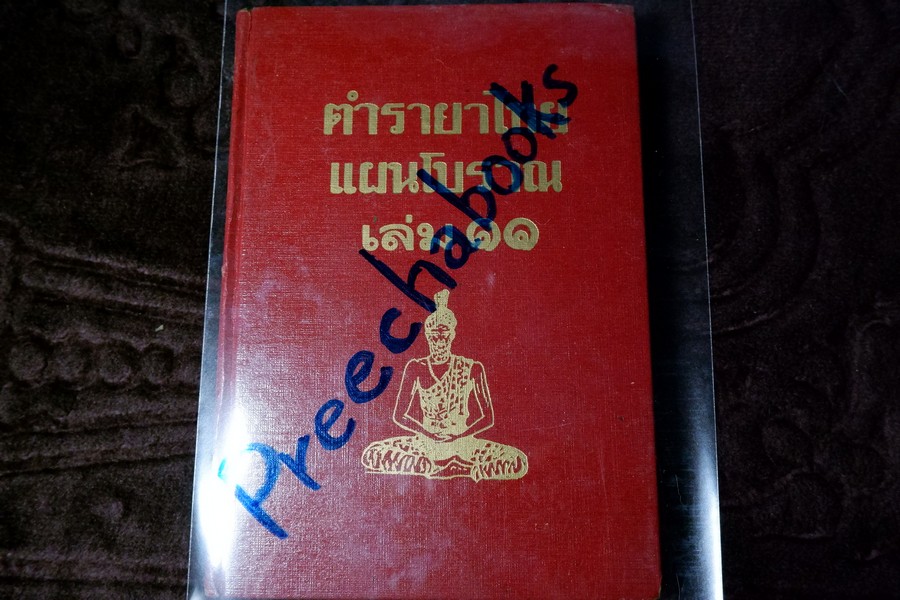 ตำรายาไทย
แผนโบราณ
เล่ม ๑๑
Preechabooks